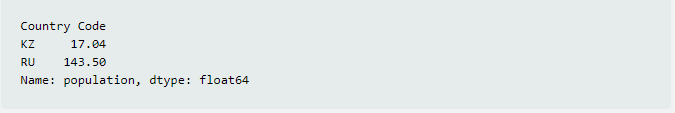 Country Code
KZ     17.04
RU    143.50
Name: population, dtype: float64